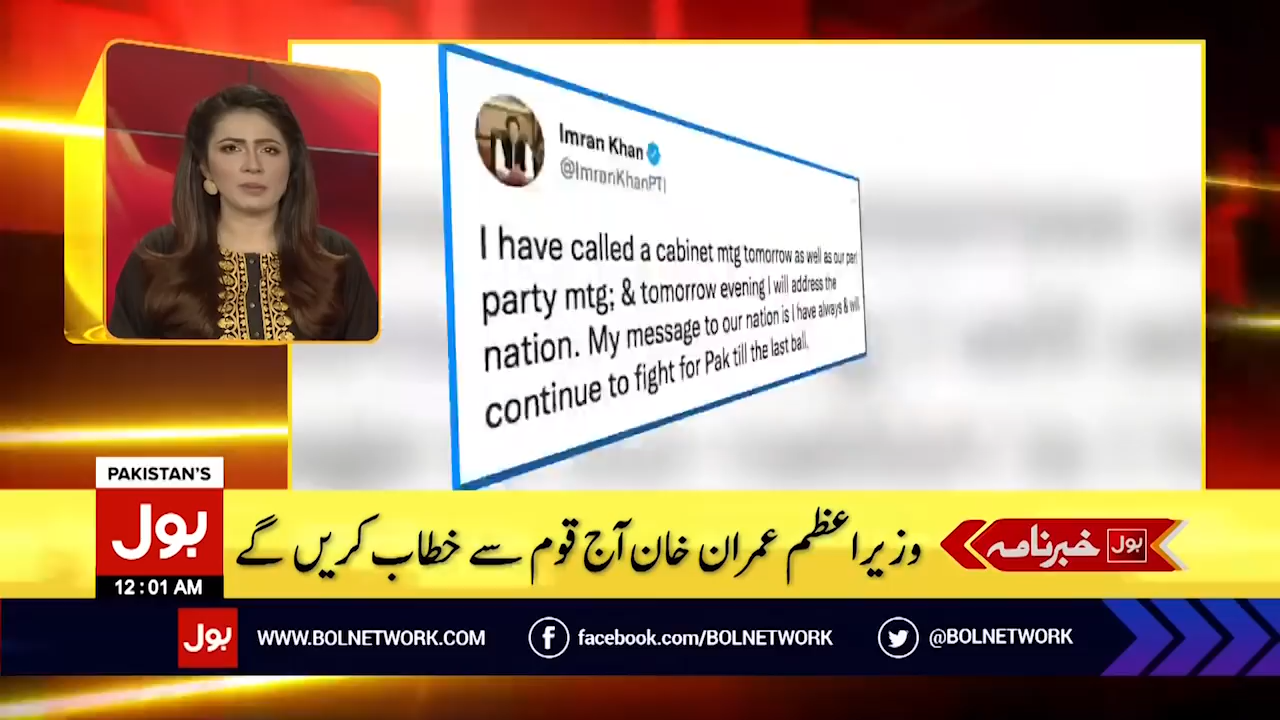 Imran Khan
@ImranKhanPTI
I have called a cabinet mtg tomorrow as well as our parl
party mtg; & tomorrow evening I will address the
nation. My message to our nation is I have always & will
continue to fight for Pak till the last ball.
PAKISTAN'S
بول
12:01 AM
وزیراعظم عمران خان آج قوم سے خطاب کریں گے
بول خبرنامہ
بول
WWW.BOLNETWORK.COM
facebook.com/BOLNETWORK
@BOLNETWORK